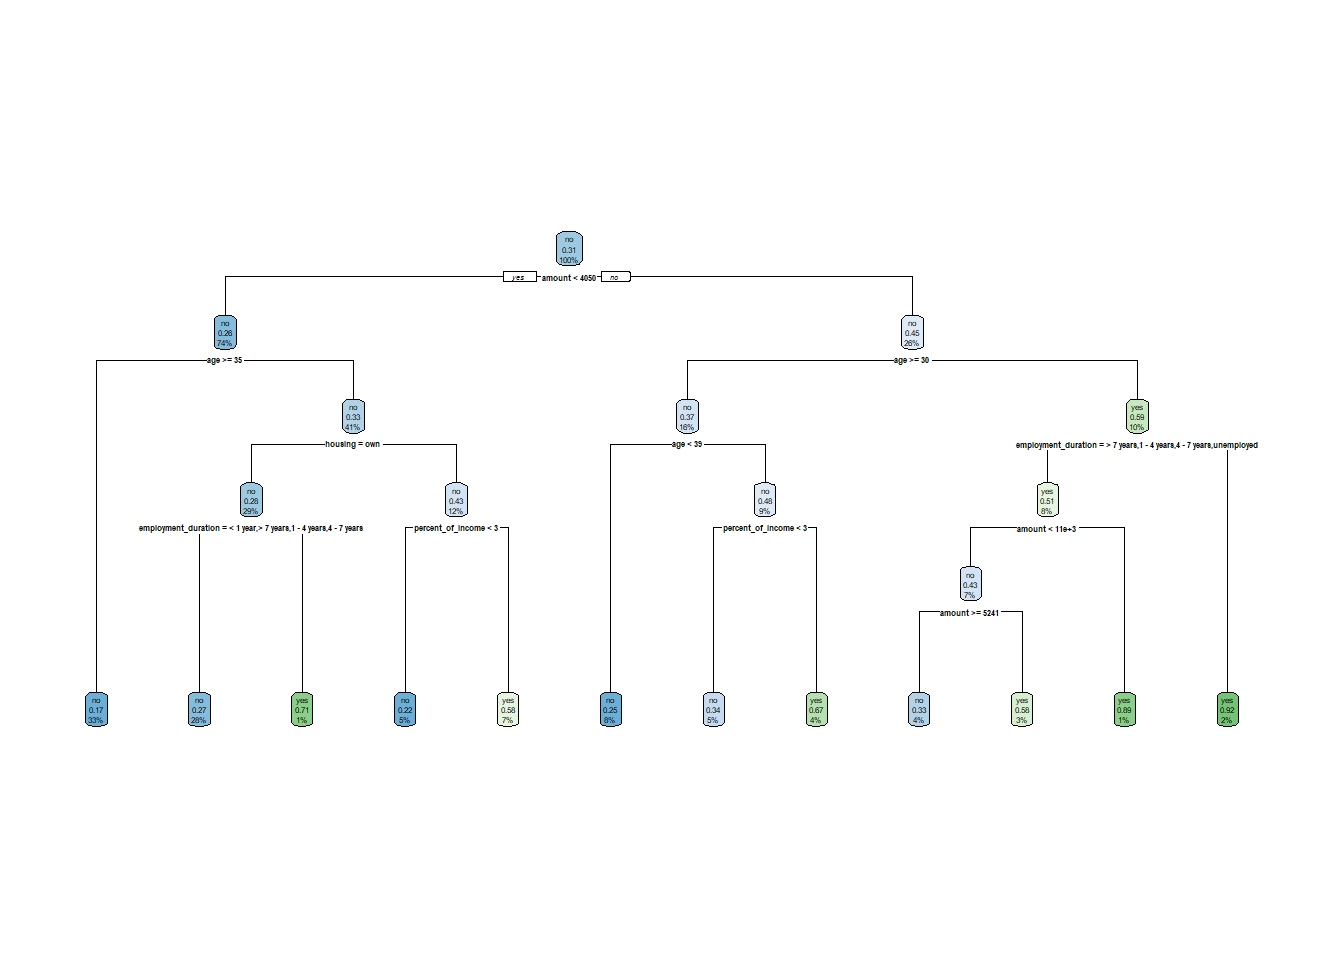 no
0.31
100%
yes amount < 4050 no
no
0.26
74%
no
0.45
26%
age >= 35
age >= 30
no
0.33
41%
no
0.37
16%
yes
0.59
10%
housing = own
age < 39
employment_duration = > 7 years,1 - 4 years,4 - 7 years,unemployed
no
0.28
29%
no
0.43
12%
no
0.48
9%
yes
0.51
8%
employment_duration = < 1 year,> 7 years,1 - 4 years,4 - 7 years
percent_of_income < 3
percent_of_income < 3
amount < 11e+3
no
0.43
7%
amount >= 5241
no
0.17
33%
no
0.27
28%
yes
0.71
1%
no
0.22
5%
yes
0.58
7%
no
0.25
8%
no
0.34
5%
yes
0.67
4%
no
0.33
4%
yes
0.58
3%
yes
0.89
1%
yes
0.92
2%